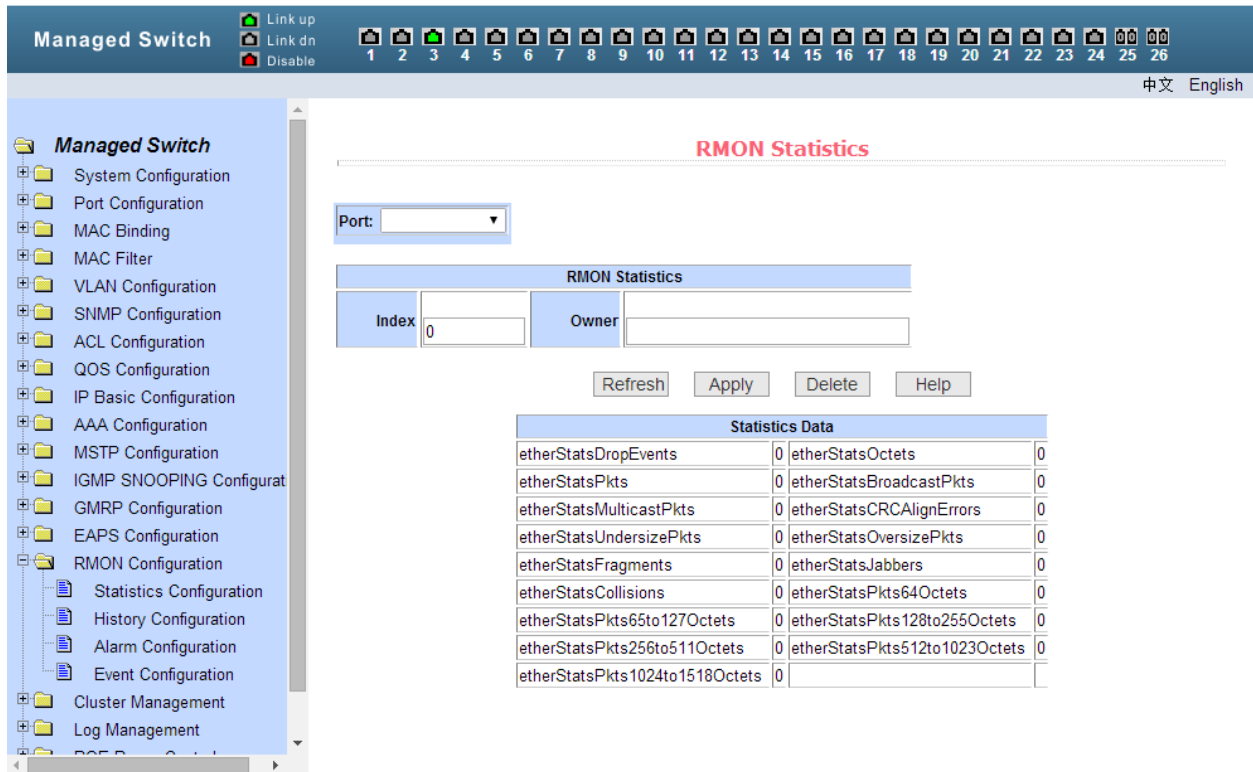 Managed Switch
Link up
Link dn
Disable
1 2 3 4 5 6 7 8 9 10 11 12 13 14 15 16 17 18 19 20 21 22 23 24 25 26
中文 English
Managed Switch
System Configuration
Port Configuration
MAC Binding
MAC Filter
VLAN Configuration
SNMP Configuration
ACL Configuration
QOS Configuration
IP Basic Configuration
AAA Configuration
MSTP Configuration
IGMP SNOOPING Configurat
GMRP Configuration
EAPS Configuration
RMON Configuration
Statistics Configuration
History Configuration
Alarm Configuration
Event Configuration
Cluster Management
Log Management
RMON Statistics
Port:
RMON Statistics
Index 0 Owner
Refresh Apply Delete Help
Statistics Data
etherStatsDropEvents 0 etherStatsOctets 0
etherStatsPkts 0 etherStatsBroadcastPkts 0
etherStatsMulticastPkts 0 etherStatsCRCAlignErrors 0
etherStatsUndersizePkts 0 etherStatsOversizePkts 0
etherStatsFragments 0 etherStatsJabbers 0
etherStatsCollisions 0 etherStatsPkts64Octets 0
etherStatsPkts65to127Octets 0 etherStatsPkts128to255Octets 0
etherStatsPkts256to511Octets 0 etherStatsPkts512to1023Octets 0
etherStatsPkts1024to1518Octets 0